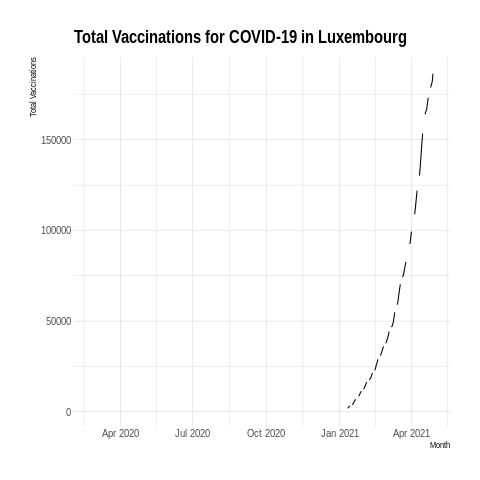 Total Vaccinations for COVID-19 in Luxembourg
Total Vaccinations
150000
100000
50000
0
Apr 2020
Jul 2020
Oct 2020
Jan 2021
Apr 2021
Month